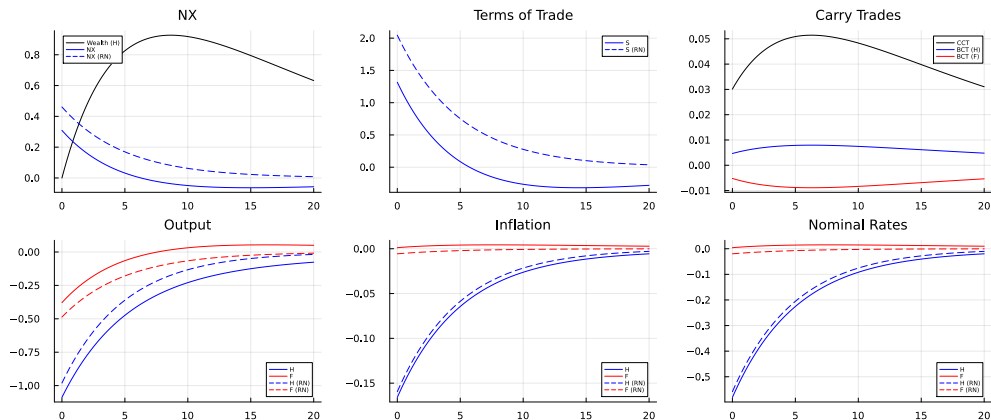 NX
Terms of Trade
Carry Trades
Wealth (H)
NX
NX (RN)
0.8
0.6
0.4
0.2
0.0
0
5
10
15
20
S
S (RN)
2.0
1.5
1.0
0.5
0.0
0
5
10
15
20
CCT
BCT (H)
BCT (F)
0.05
0.04
0.03
0.02
0.01
0.00
−0.01
0
5
10
15
20
Output
Inflation
Nominal Rates
0.00
−0.25
−0.50
−0.75
−1.00
H
F
H (RN)
F (RN)
0
5
10
15
20
0.00
−0.05
−0.10
−0.15
H
F
H (RN)
F (RN)
0
5
10
15
20
0.0
−0.1
−0.2
−0.3
−0.4
−0.5
H
F
H (RN)
F (RN)
0
5
10
15
20